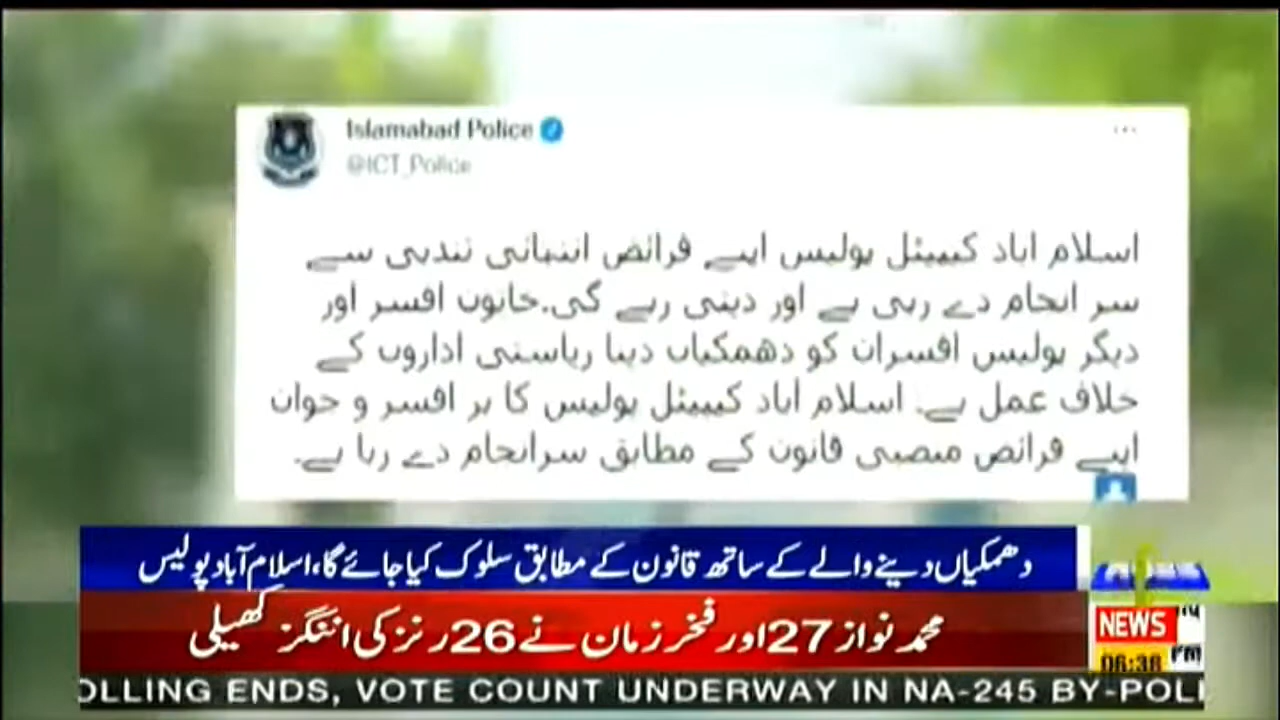 Islamabad Police
@ICT_Police
اسلام آباد کیپیٹل پولیس اپنے فرائض انتہائی تندہی سے
سر انجام دے رہی ہے اور دیتی رہے گی۔خاتون افسر اور
دیگر پولیس افسران کو دھمکیاں دینا ریاستی اداروں کے
خلاف عمل ہے۔ اسلام آباد کیپیٹل پولیس کا ہر افسر و جوان
اپنے فرائض منصبی قانون کے مطابق سرانجام دے رہا ہے۔
دھمکیاں دینے والے کے ساتھ قانون کے مطابق سلوک کیا جائے گا، اسلام آباد پولیس
محمد نواز 27 اور فخر زمان نے 26 رنز کی اننگز کھیلی
NEWS
06:38 PM
OLLING ENDS, VOTE COUNT UNDERWAY IN NA-245 BY-POLL